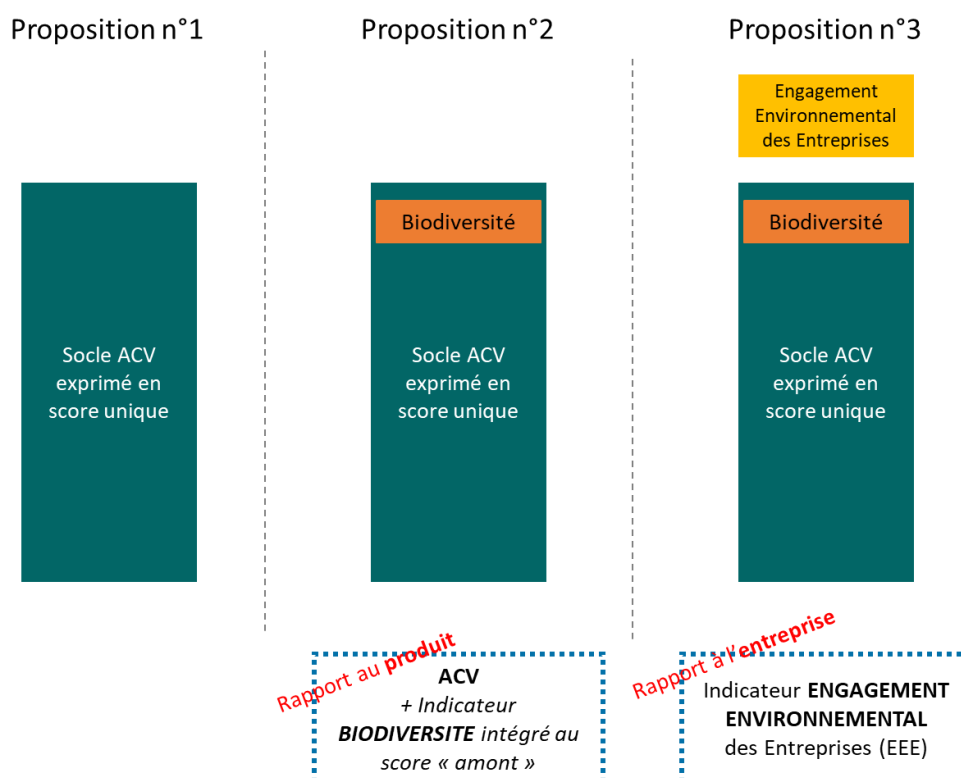 Proposition n°1
Proposition n°2
Proposition n°3
Engagement
Environnemental
des Entreprises
Biodiversité
Biodiversité
Socle ACV
exprimé en
score unique
Socle ACV
exprimé en
score unique
Socle ACV
exprimé en
score unique
Rapport au produit
ACV
+ Indicateur
BIODIVERSITE intégré au
score « amont »
Rapport à l'entreprise
Indicateur ENGAGEMENT
ENVIRONNEMENTAL
des Entreprises (EEE)